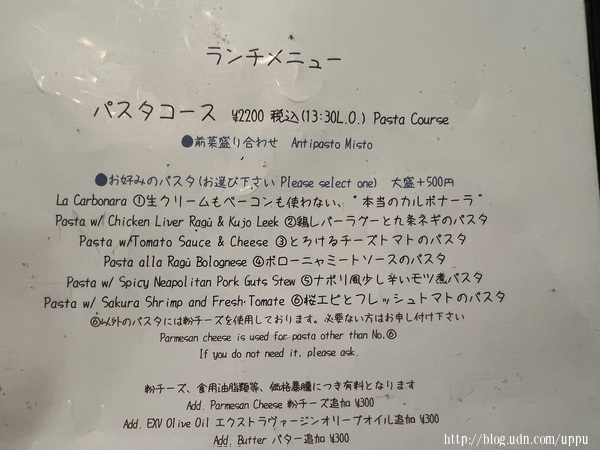 ランチメニュー
パスタコース ¥2200 税込(13:30L.O.) Pasta Course
●前菜盛り合わせ Antipasto Misto
●お好みのパスタ(お選び下さい Please select one) 大盛+500円
La Carbonara ①生クリームもベーコンも使わない、"本当のカルボナーラ"
Pasta w/ Chicken Liver Ragù & Kujo Leek ②鶏レバーラグーと九条ネギのパスタ
Pasta w/Tomato Sauce & Cheese ③とろけるチーズトマトのパスタ
Pasta alla Ragù Bolognese ④ボローニャミートソースのパスタ
Pasta w/ Spicy Neapolitan Pork Guts Stew ⑤ナポリ風少し辛いモツ煮パスタ
Pasta w/ Sakura Shrimp and Fresh Tomate ⑥桜エビとフレッシュトマトのパスタ
⑥以外のパスタには粉チーズを使用しております。必要ない方はお申し付け下さい
Parmesan cheese is used for pasta other than No.⑥
If you do not need it, please ask.
粉チーズ、食用油脂類等、価格暴騰につき有料となります
Add. Parmesan Cheese 粉チーズ追加 ¥300
Add. EXV Olive Oil エクストラヴァージンオリーブオイル追加 ¥300
Add. Butter バター追加 ¥300
http://blog.udn.com/uppu